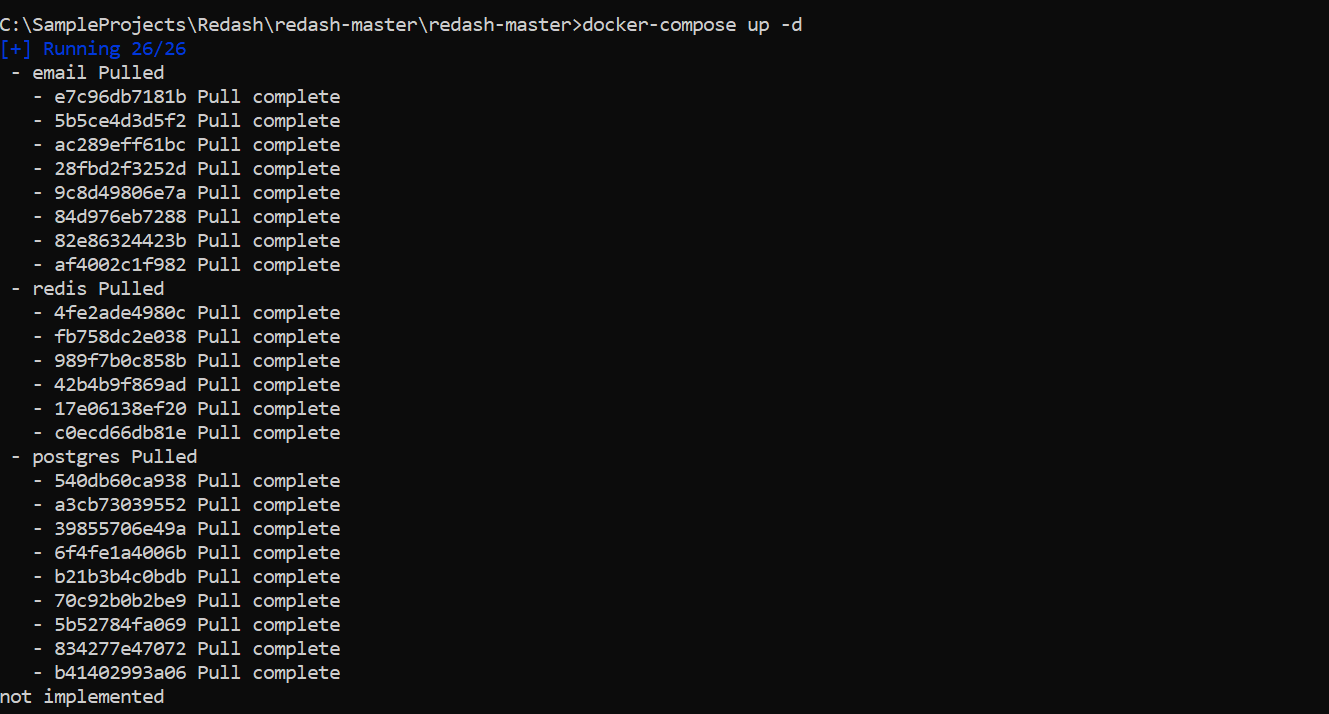 C:\SampleProjects\Redash\redash-master\redash-master>docker-compose up -d
[+] Running 26/26
 - email Pulled
   - e7c96db7181b Pull complete
   - 5b5ce4d3d5f2 Pull complete
   - ac289eff61bc Pull complete
   - 28fbd2f3252d Pull complete
   - 9c8d49806e7a Pull complete
   - 84d976eb7288 Pull complete
   - 82e86324423b Pull complete
   - af4002c1f982 Pull complete
 - redis Pulled
   - 4fe2ade4980c Pull complete
   - fb758dc2e038 Pull complete
   - 989f7b0c858b Pull complete
   - 42b4b9f869ad Pull complete
   - 17e06138ef20 Pull complete
   - c0ecd66db81e Pull complete
 - postgres Pulled
   - 540db60ca938 Pull complete
   - a3cb73039552 Pull complete
   - 39855706e49a Pull complete
   - 6f4fe1a4006b Pull complete
   - b21b3b4c0bdb Pull complete
   - 70c92b0b2be9 Pull complete
   - 5b52784fa069 Pull complete
   - 834277e47072 Pull complete
   - b41402993a06 Pull complete
not implemented